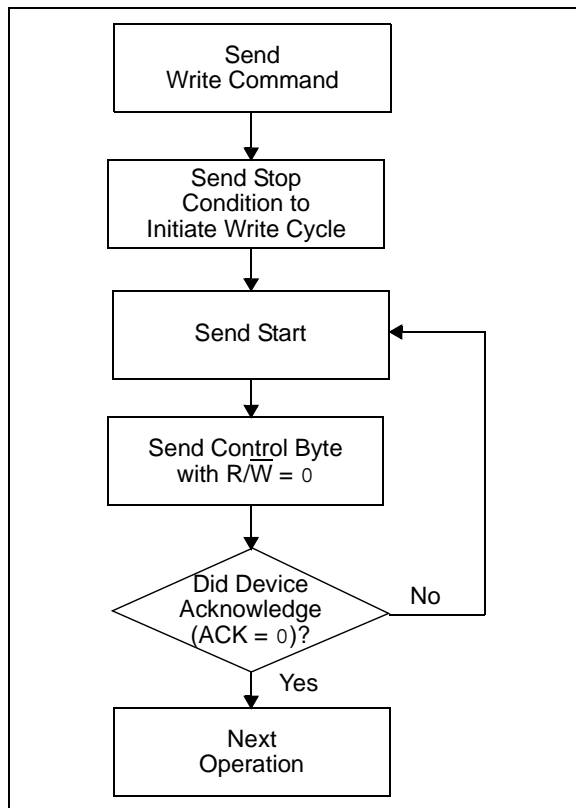 Send
Write Command
Send Stop
Condition to
Initiate Write Cycle
Send Start
Send Control Byte
with R/W̅ = 0
Did Device
Acknowledge
(ACK = 0)?
No
Yes
Next
Operation